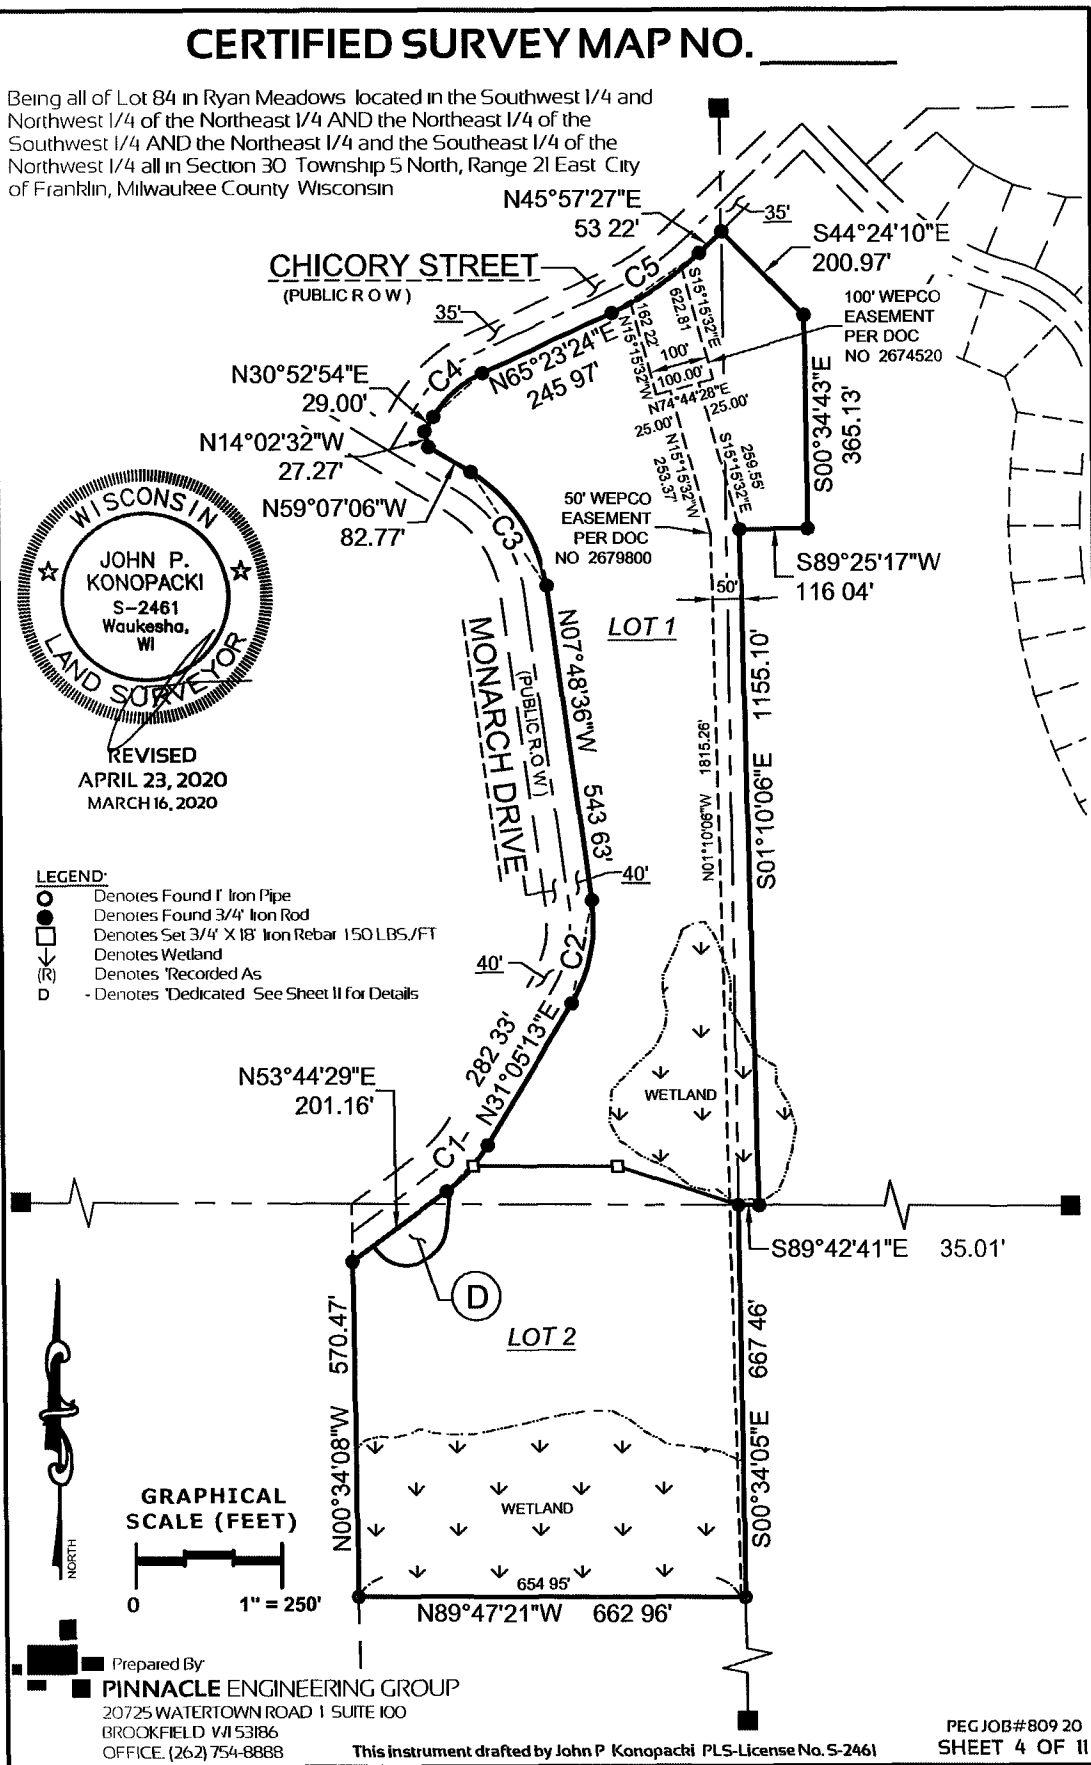 CERTIFIED SURVEY MAP NO.
Being all of Lot 84 in Ryan Meadows located in the Southwest 1/4 and
Northwest 1/4 of the Northeast 1/4 AND the Northeast 1/4 of the
Southwest 1/4 AND the Northeast 1/4 and the Southeast 1/4 of the
Northwest 1/4 all in Section 30 Township 5 North, Range 21 East City
of Franklin, Milwaukee County Wisconsin
N45°57'27"E
53 22'
35'
S44°24'10"E
200.97'
CHICORY STREET
(PUBLIC R O W)
C5
35'
100' WEPCO
EASEMENT
PER DOC
NO 2674520
S15°15'32"E
622.81
162 22'
N15°15'32"W
100'
100.00'
N74°44'28"E
25.00'
25.00'
C4
N65°23'24"E
245 97'
N30°52'54"E
29.00'
N14°02'32"W
27.27'
N59°07'06"W
82.77'
S00°34'43"E
365.13'
N15°15'32"W
253.37'
S15°15'32"E
259.55'
50' WEPCO
EASEMENT
PER DOC
NO 2679800
C3
S89°25'17"W
116 04'
50'
WISCONSIN
JOHN P.
KONOPACKI
S-2461
Waukesha,
WI
LAND SURVEYOR
REVISED
APRIL 23, 2020
MARCH 16, 2020
LOT 1
MONARCH DRIVE
(PUBLIC R.O.W)
N07°48'36"W 543 63'
N01°10'06"W 1815.26'
S01°10'06"E 1155.10'
LEGEND:
Denotes Found 1" Iron Pipe
Denotes Found 3/4' Iron Rod
Denotes Set 3/4' X 18' Iron Rebar 1 50 LBS./FT
Denotes Wetland
(R) Denotes 'Recorded As
D - Denotes 'Dedicated See Sheet 11 for Details
40'
C2
40'
282 33'
N31°05'13"E
N53°44'29"E
201.16'
C1
WETLAND
S89°42'41"E 35.01'
D
LOT 2
N00°34'08"W 570.47'
S00°34'05"E 667 46'
WETLAND
654 95'
N89°47'21"W 662 96'
NORTH
GRAPHICAL
SCALE (FEET)
0 1" = 250'
Prepared By
PINNACLE ENGINEERING GROUP
20725 WATERTOWN ROAD I SUITE 100
BROOKFIELD WI 53186
OFFICE. (262) 754-8888
This instrument drafted by John P Konopacki PLS-License No. S-2461
PEG JOB#809 20
SHEET 4 OF 11